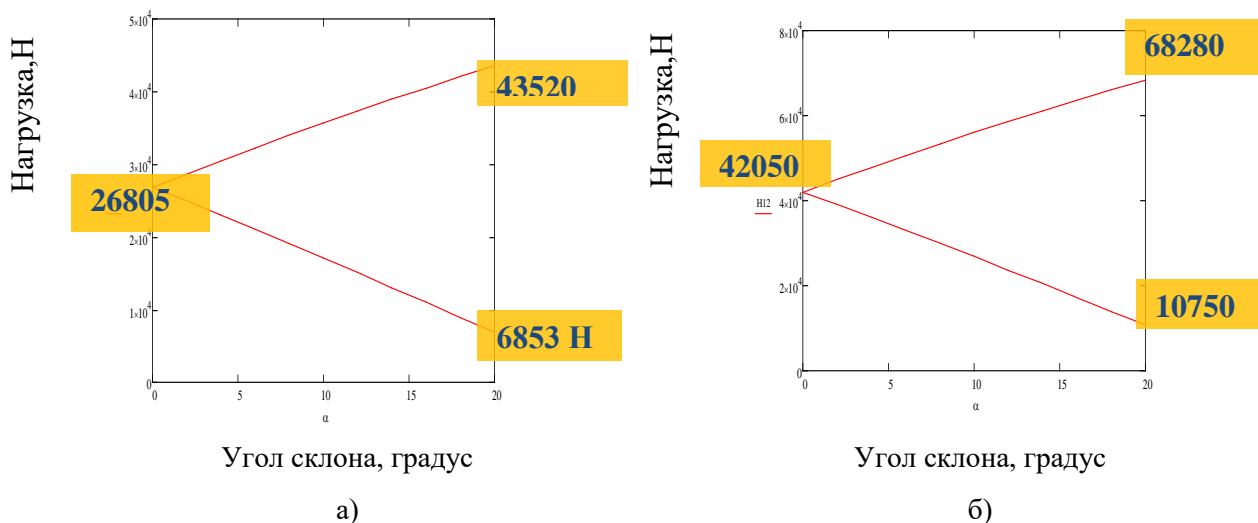 Нагрузка,Н
5×10⁴
4×10⁴
3×10⁴
2×10⁴
1×10⁴
0
0
5
10
15
20
α
43520
26805
6853 Н
Угол склона, градус
а)
Нагрузка,Н
8×10⁴
6×10⁴
4×10⁴
2×10⁴
0
H12
0
5
10
15
20
α
68280
42050
10750
Угол склона, градус
б)